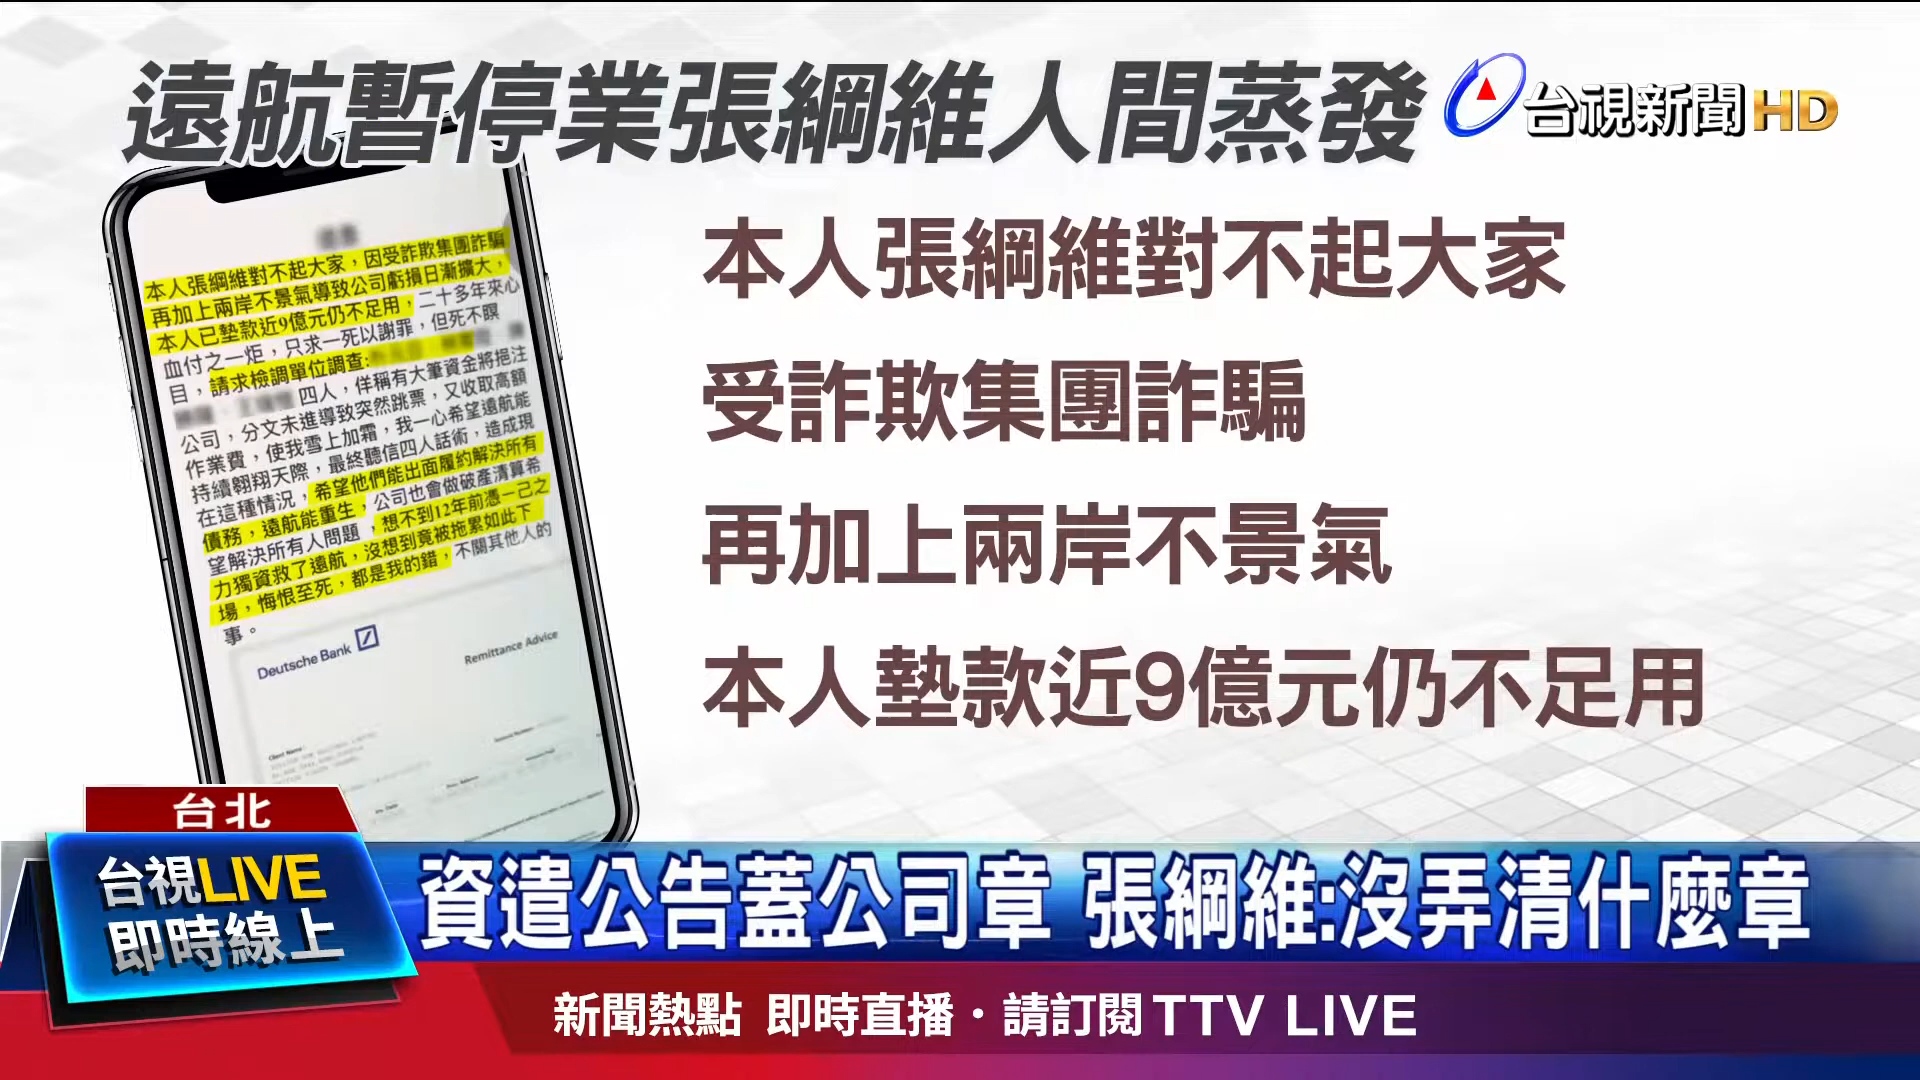 遠航暫停業張綱維人間蒸發
台視新聞HD
本人張綱維對不起大家
受詐欺集團詐騙
再加上兩岸不景氣
本人墊款近9億元仍不足用
本人張綱維對不起大家，因受詐欺集團詐騙
再加上兩岸不景氣導致公司虧損日漸擴大，
本人已墊款近9億元仍不足用，二十多年來心
血付之一炬，只求一死以謝罪，但死不瞑
目，請求檢調單位調查:
四人，佯稱有大筆資金將挹注
公司，分文未進導致突然跳票，又收取高額
作業費，使我雪上加霜，我一心希望遠航能
持續翱翔天際，最終聽信四人話術，造成現
在這種情況，希望他們能出面履約解決所有
債務，遠航能重生，公司也會做破產清算希
望解決所有人問題，想不到12年前憑一己之
力獨資救了遠航，沒想到竟被拖累如此下
場，悔恨至死，都是我的錯，不關其他人的
事。
Deutsche Bank
Remittance Advice
Client Name:
台北
台視LIVE
即時線上
資遣公告蓋公司章 張綱維:沒弄清什麼章
新聞熱點 即時直播・請訂閱TTV LIVE